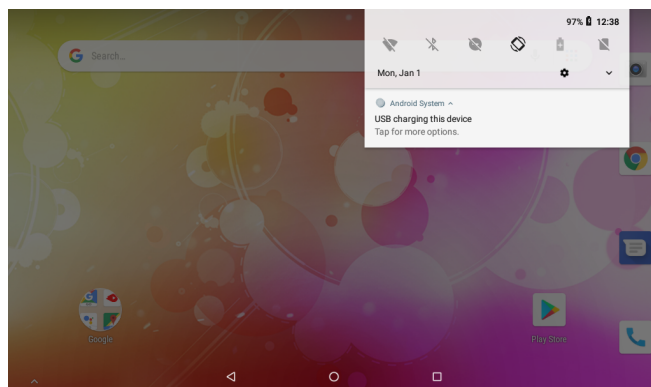 97% 12:38
Search...
Mon, Jan 1
Android System
USB charging this device
Tap for more options.
Google
Play Store